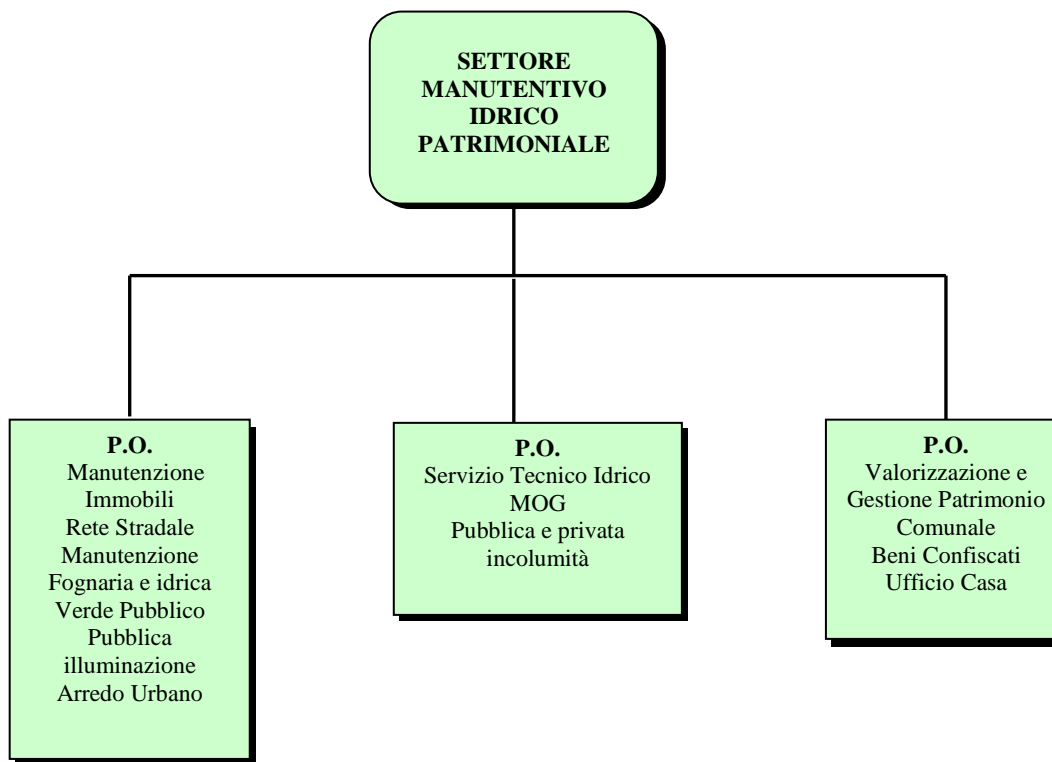 SETTORE
MANUTENTIVO
IDRICO
PATRIMONIALE
P.O.
Manutenzione
Immobili
Rete Stradale
Manutenzione
Fognaria e idrica
Verde Pubblico
Pubblica
illuminazione
Arredo Urbano
P.O.
Servizio Tecnico Idrico
MOG
Pubblica e privata
incolumità
P.O.
Valorizzazione e
Gestione Patrimonio
Comunale
Beni Confiscati
Ufficio Casa